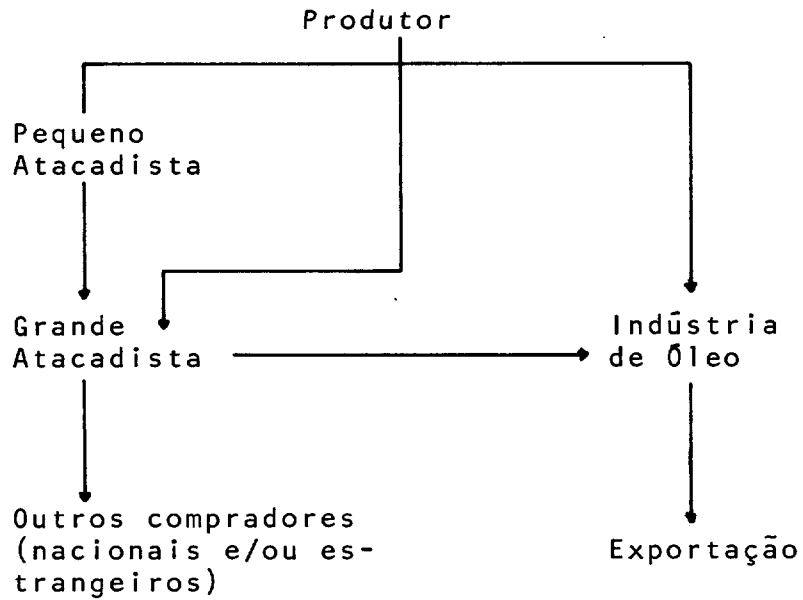 Produtor
Pequeno
Atacadista
Grande
Atacadista
Indústria
de Óleo
Outros compradores
(nacionais e/ou es-
trangeiros)
Exportação